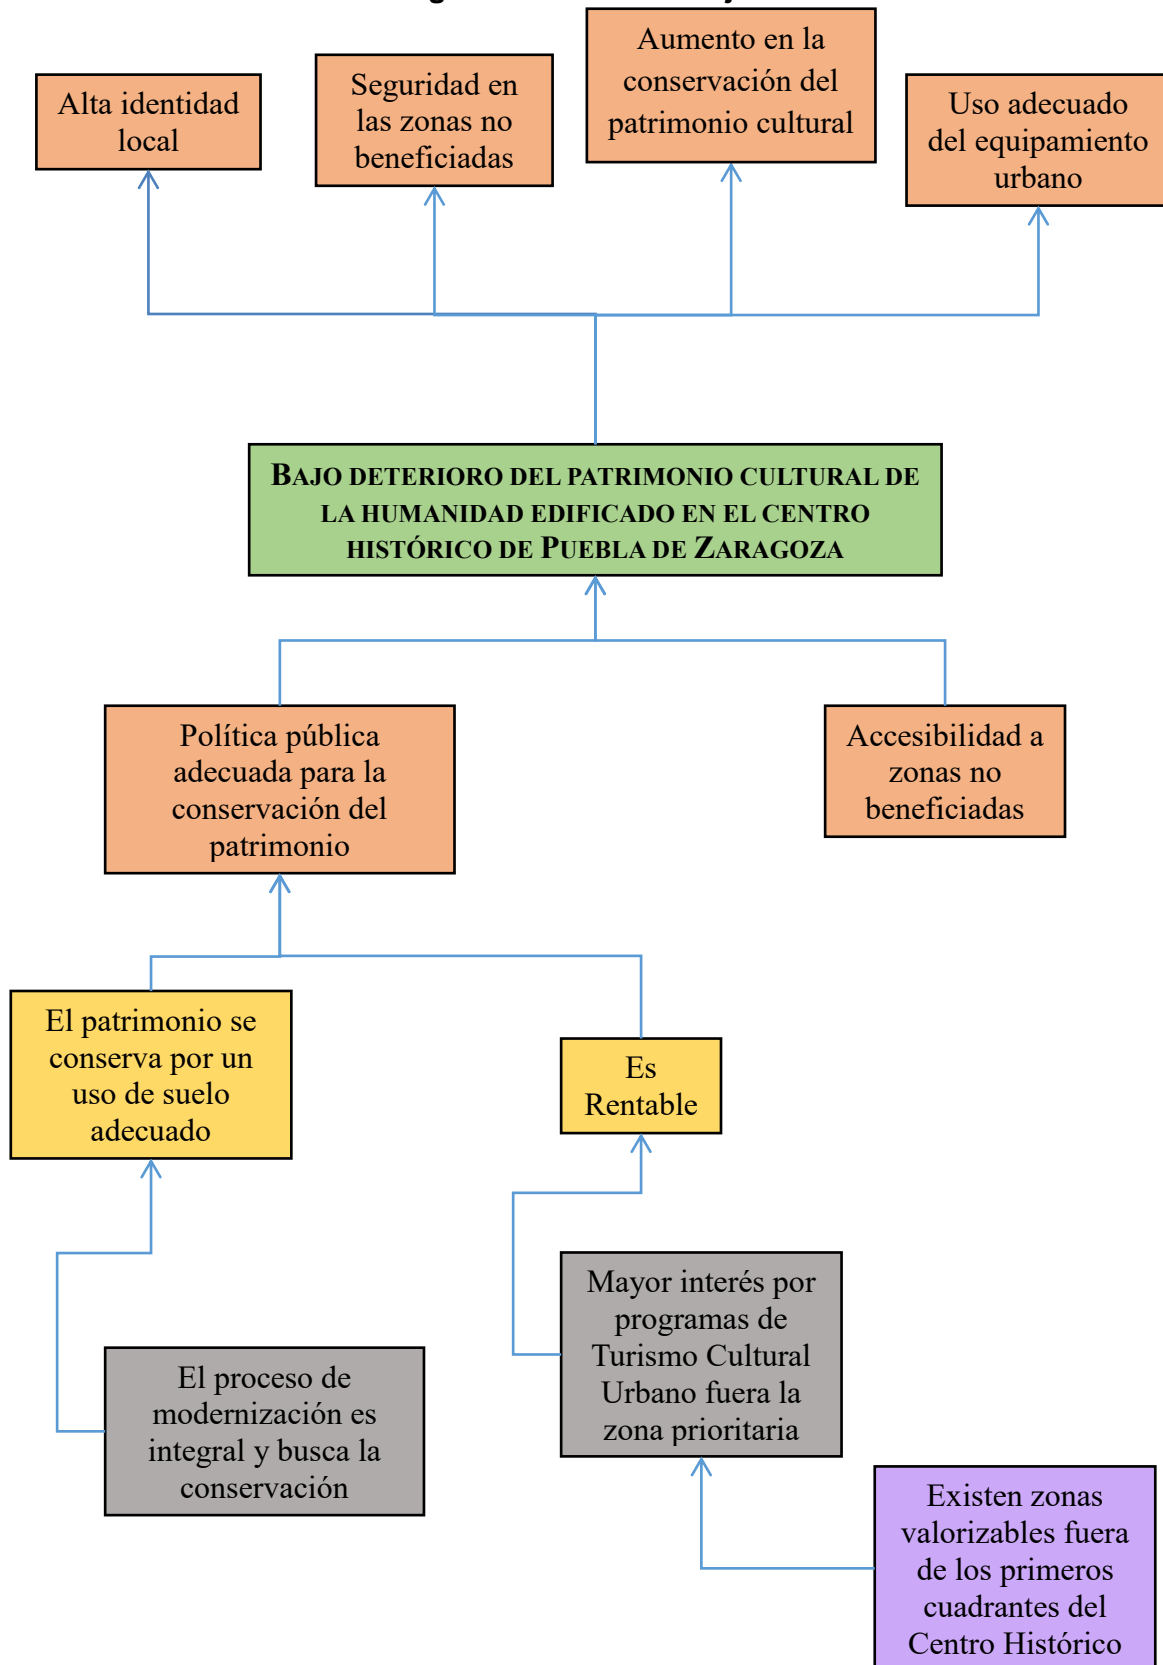 Alta identidad
local
Seguridad en
las zonas no
beneficiadas
Aumento en la
conservación del
patrimonio cultural
Uso adecuado
del equipamiento
urbano
BAJO DETERIORO DEL PATRIMONIO CULTURAL DE
LA HUMANIDAD EDIFICADO EN EL CENTRO
HISTÓRICO DE PUEBLA DE ZARAGOZA
Política pública
adecuada para la
conservación del
patrimonio
Accesibilidad a
zonas no
beneficiadas
El patrimonio se
conserva por un
uso de suelo
adecuado
Es
Rentable
Mayor interés por
programas de
Turismo Cultural
Urbano fuera la
zona prioritaria
El proceso de
modernización es
integral y busca la
conservación
Existen zonas
valorizables fuera
de los primeros
cuadrantes del
Centro Histórico